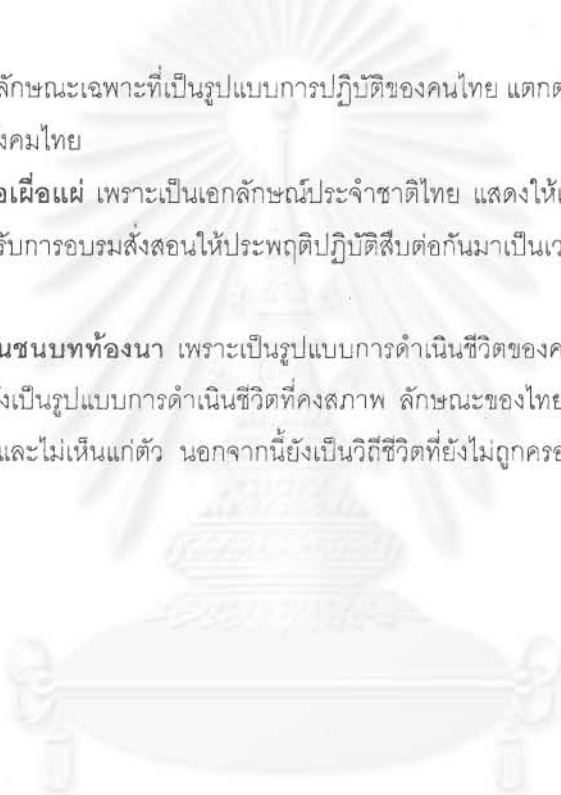 ลักษณะเฉพาะที่เป็นรูปแบบการปฏิบัติของคนไทย แตกต
ังคมไทย
อเผื่อแผ่ เพราะเป็นเอกลักษณ์ประจำชาติไทย แสดงให้เ
รับการอบรมสั่งสอนให้ประพฤติปฏิบัติสืบต่อกันมาเป็นเว
นชนบทท้องนา เพราะเป็นรูปแบบการดำเนินชีวิตของค
ังเป็นรูปแบบการดำเนินชีวิตที่คงสภาพ ลักษณะของไทย
และไม่เห็นแก่ตัว นอกจากนี้ยังเป็นวิถีชีวิตที่ยังไม่ถูกครอ